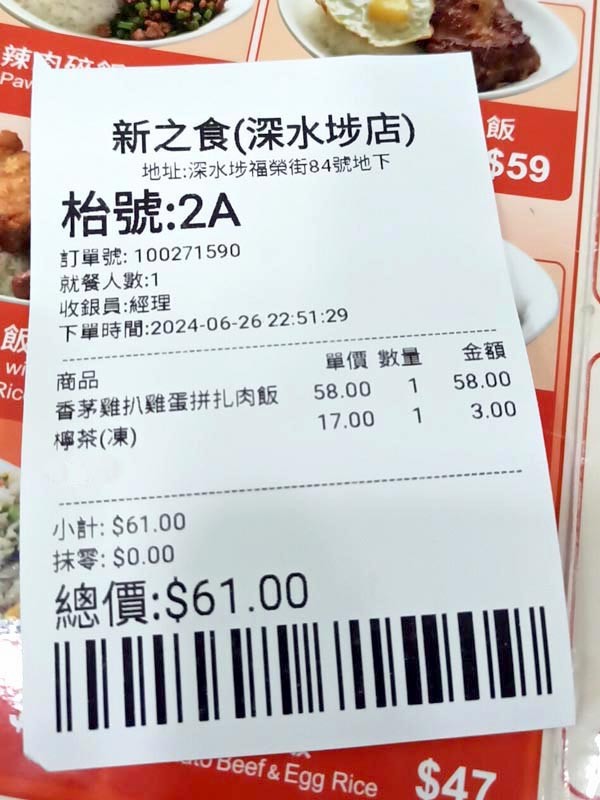 辣肉碎飯
Paw
飯
$59
新之食(深水埗店)
地址:深水埗福榮街84號地下
枱號:2A
訂單號: 100271590
就餐人數:1
收銀員:經理
下單時間:2024-06-26 22:51:29
商品 單價 數量 金額
香茅雞扒雞蛋拼扎肉飯 58.00 1 58.00
檸茶(凍) 17.00 1 3.00
小計: $61.00
抹零: $0.00
總價:$61.00
飯
wi
Ric
Beef & Egg Rice
$47